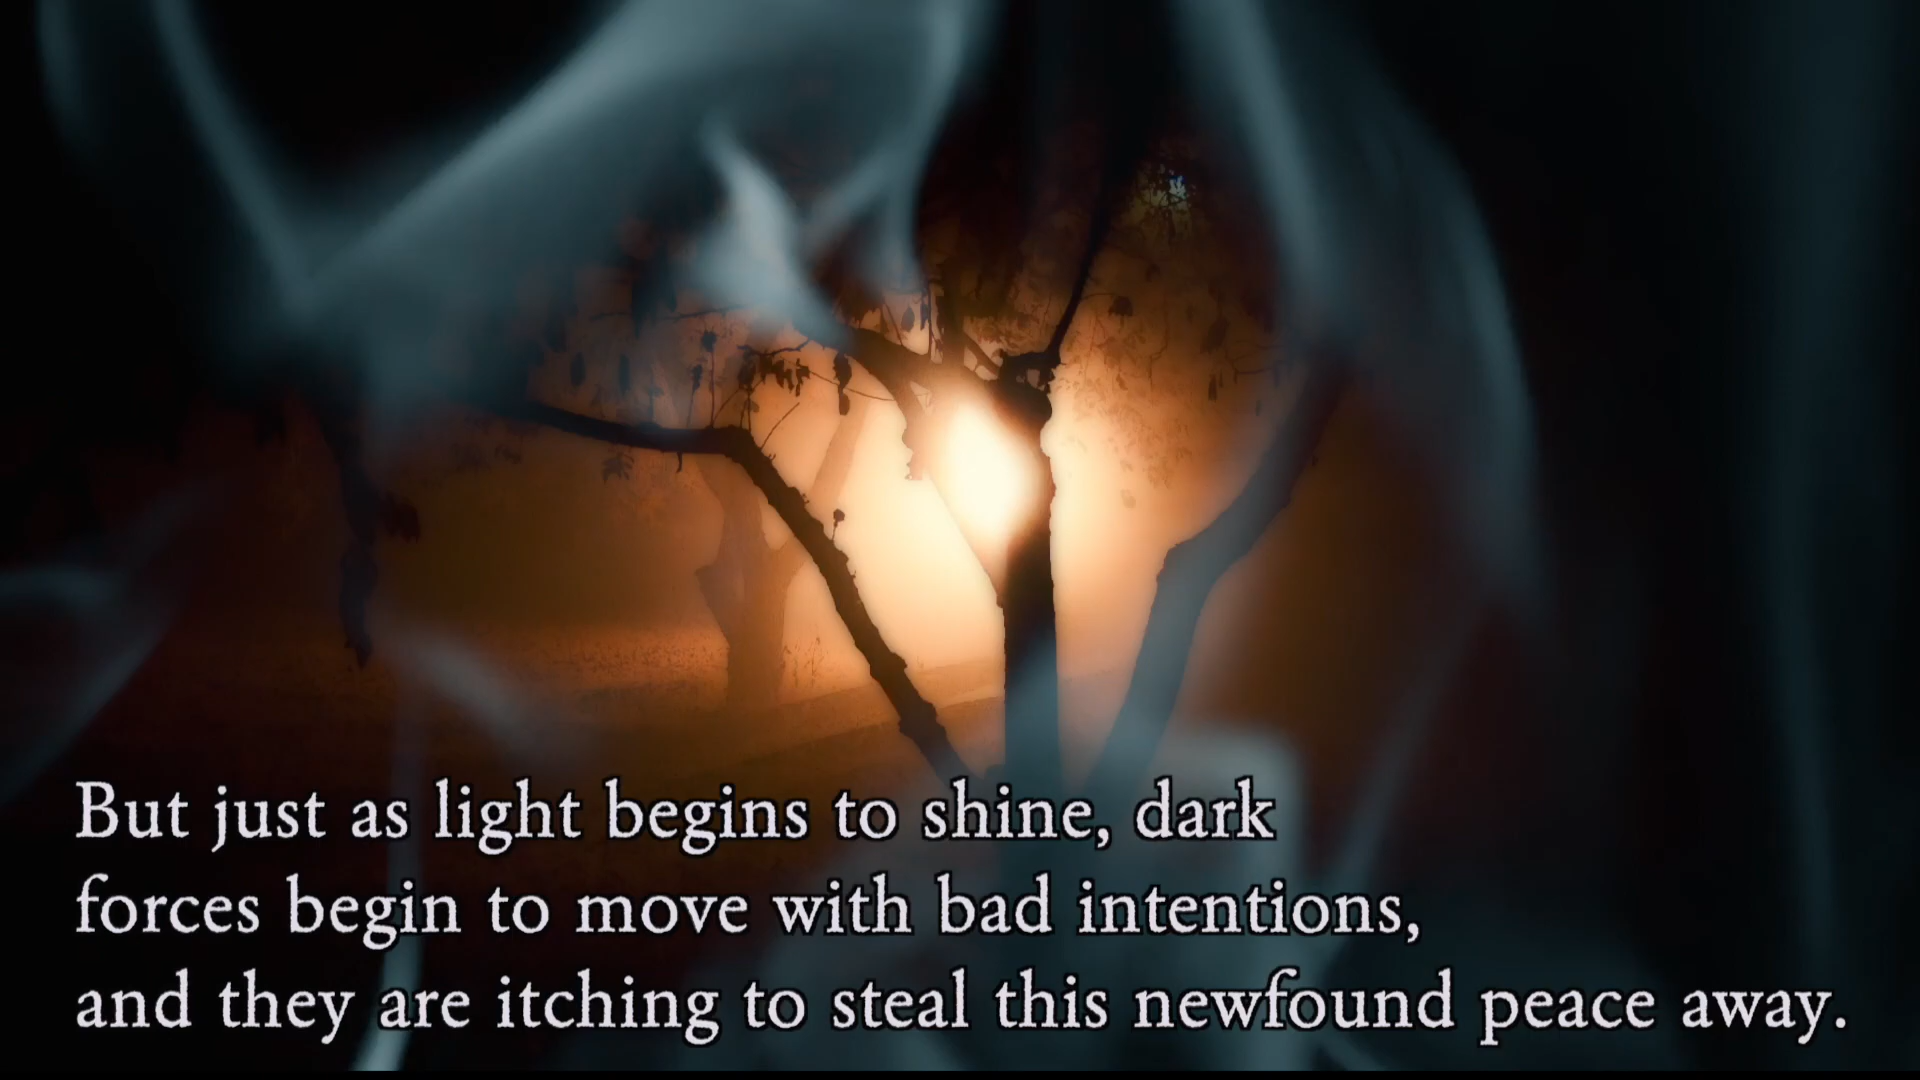 But just as light begins to shine, dark
forces begin to move with bad intentions,
and they are itching to steal this newfound peace away.